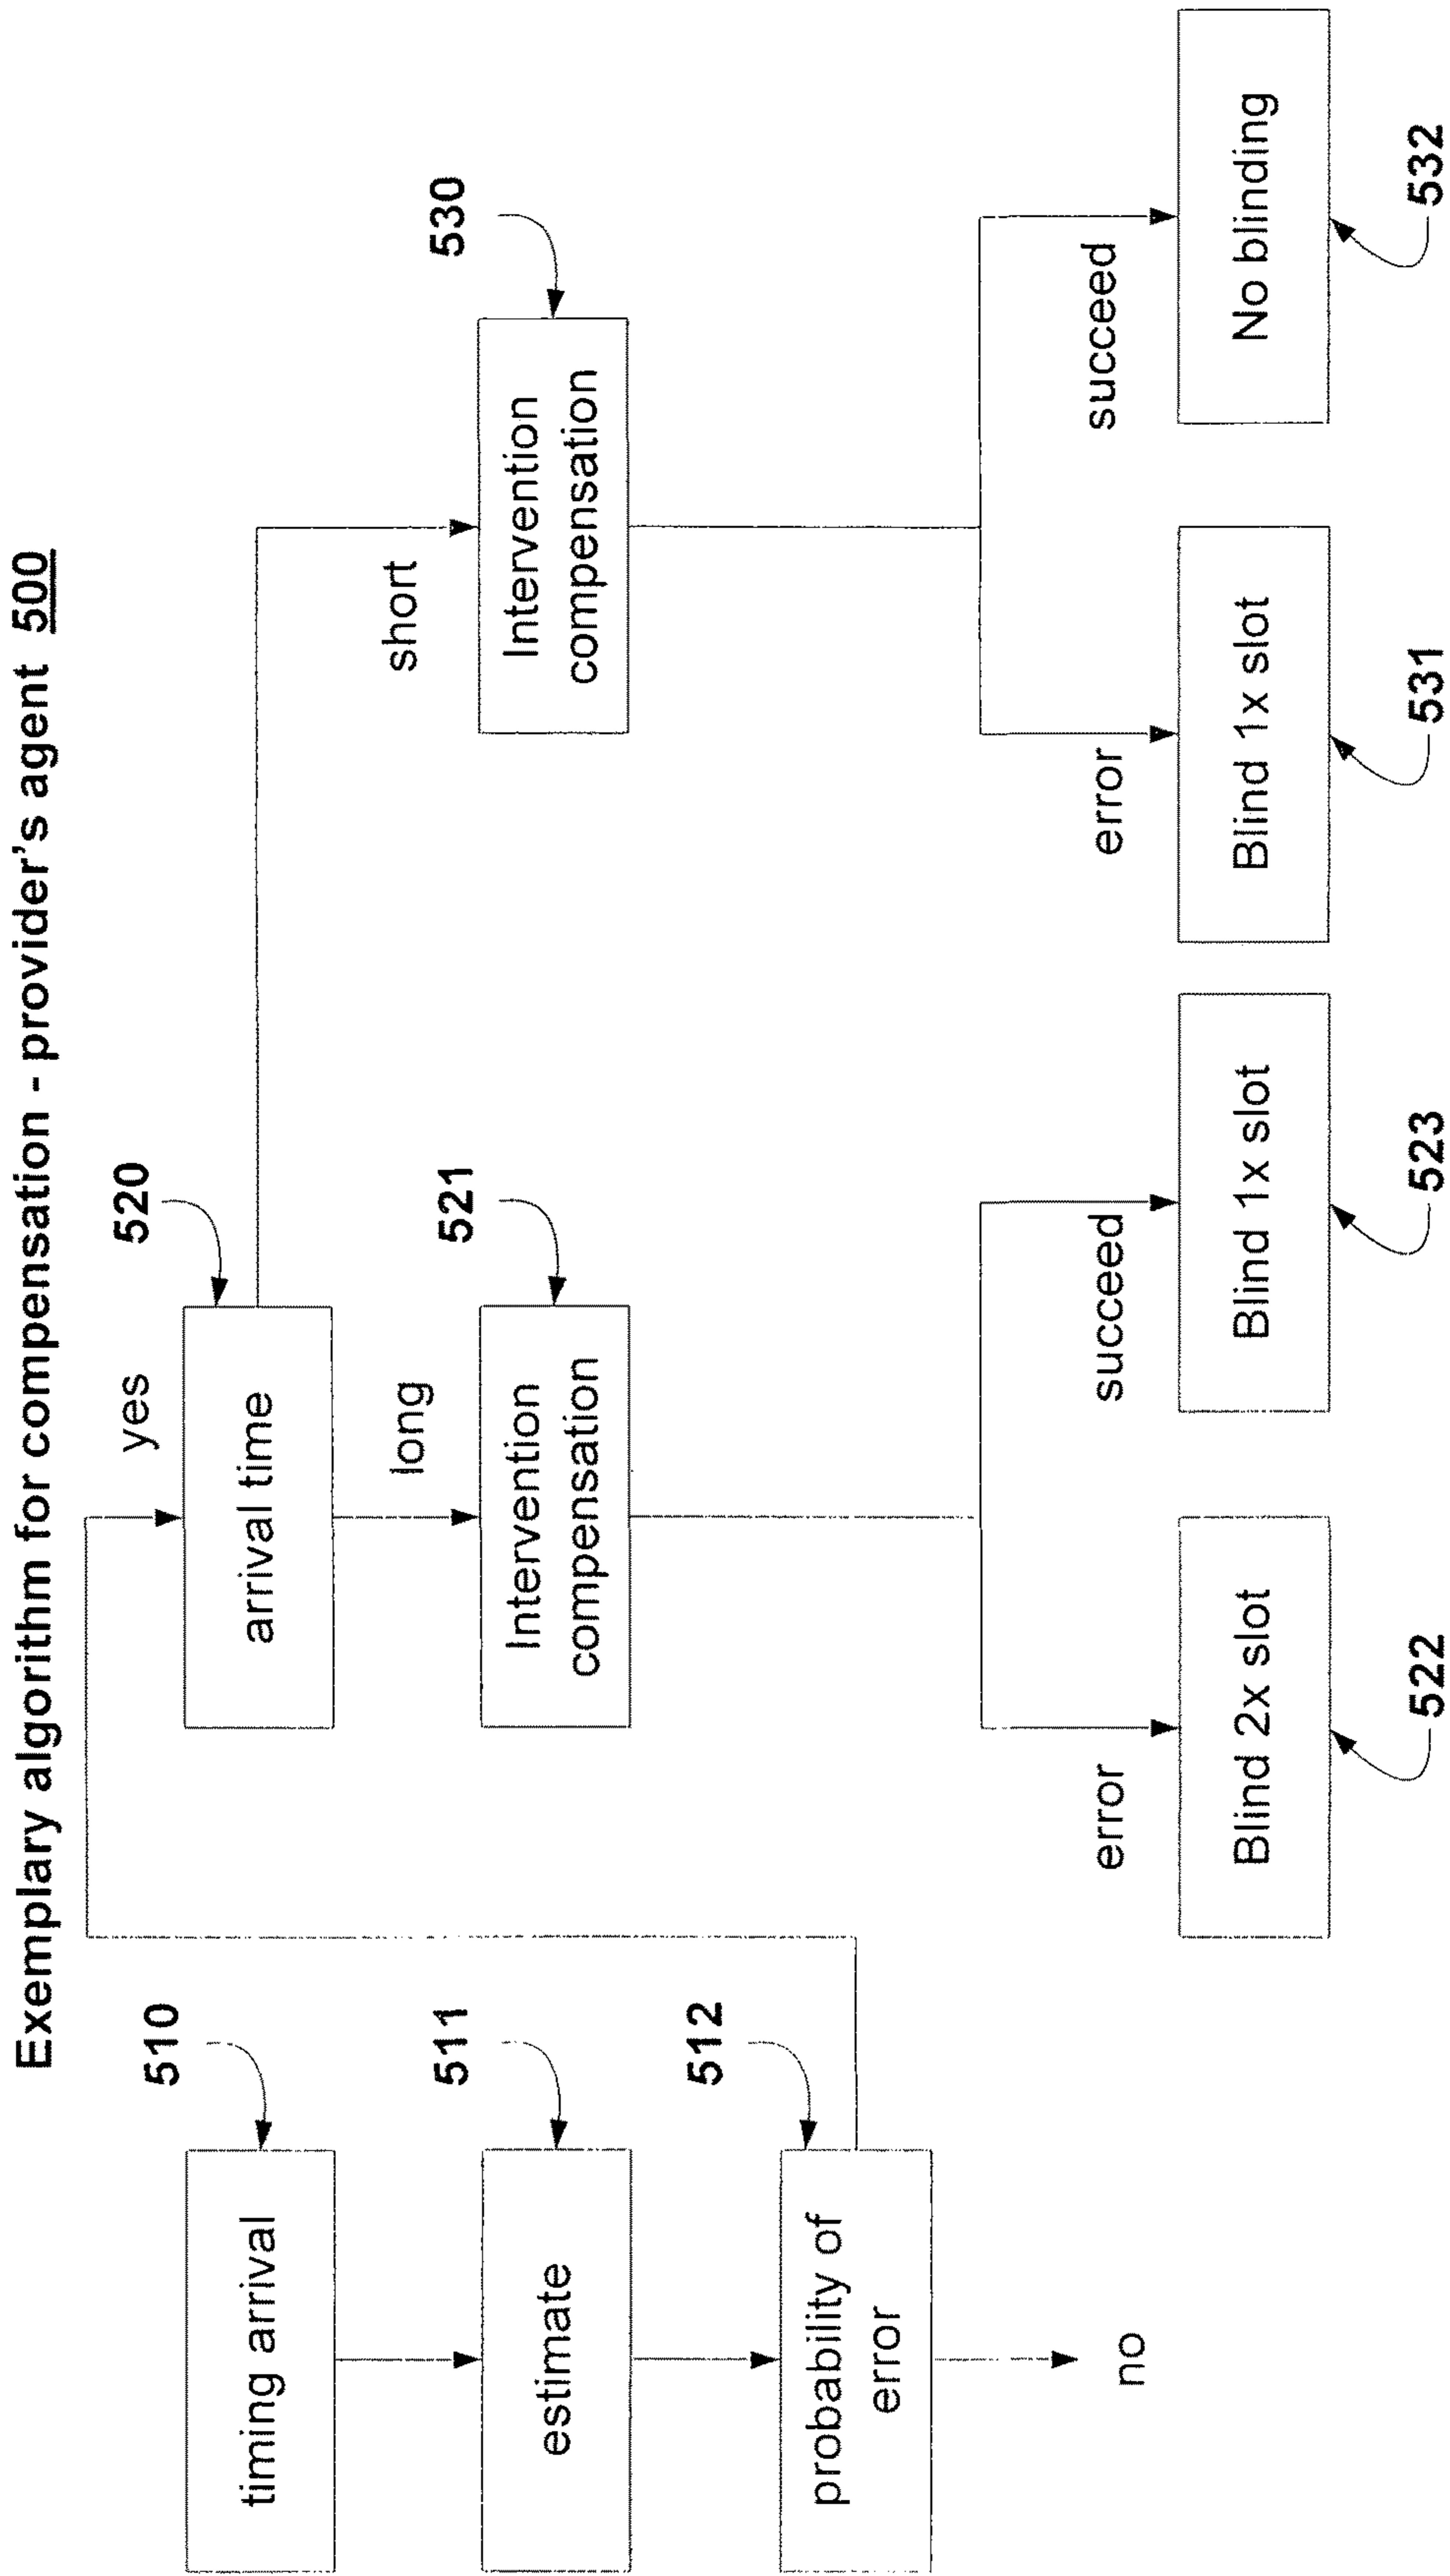 Exemplary algorithm for compensation - provider's agent 500
510
timing arrival
511
estimate
512
probability of
error
no
yes
520
arrival time
long
521
Intervention
compensation
error
Blind 2x slot
522
succeed
Blind 1x slot
523
short
530
Intervention
compensation
error
Blind 1x slot
531
succeed
No blinding
532